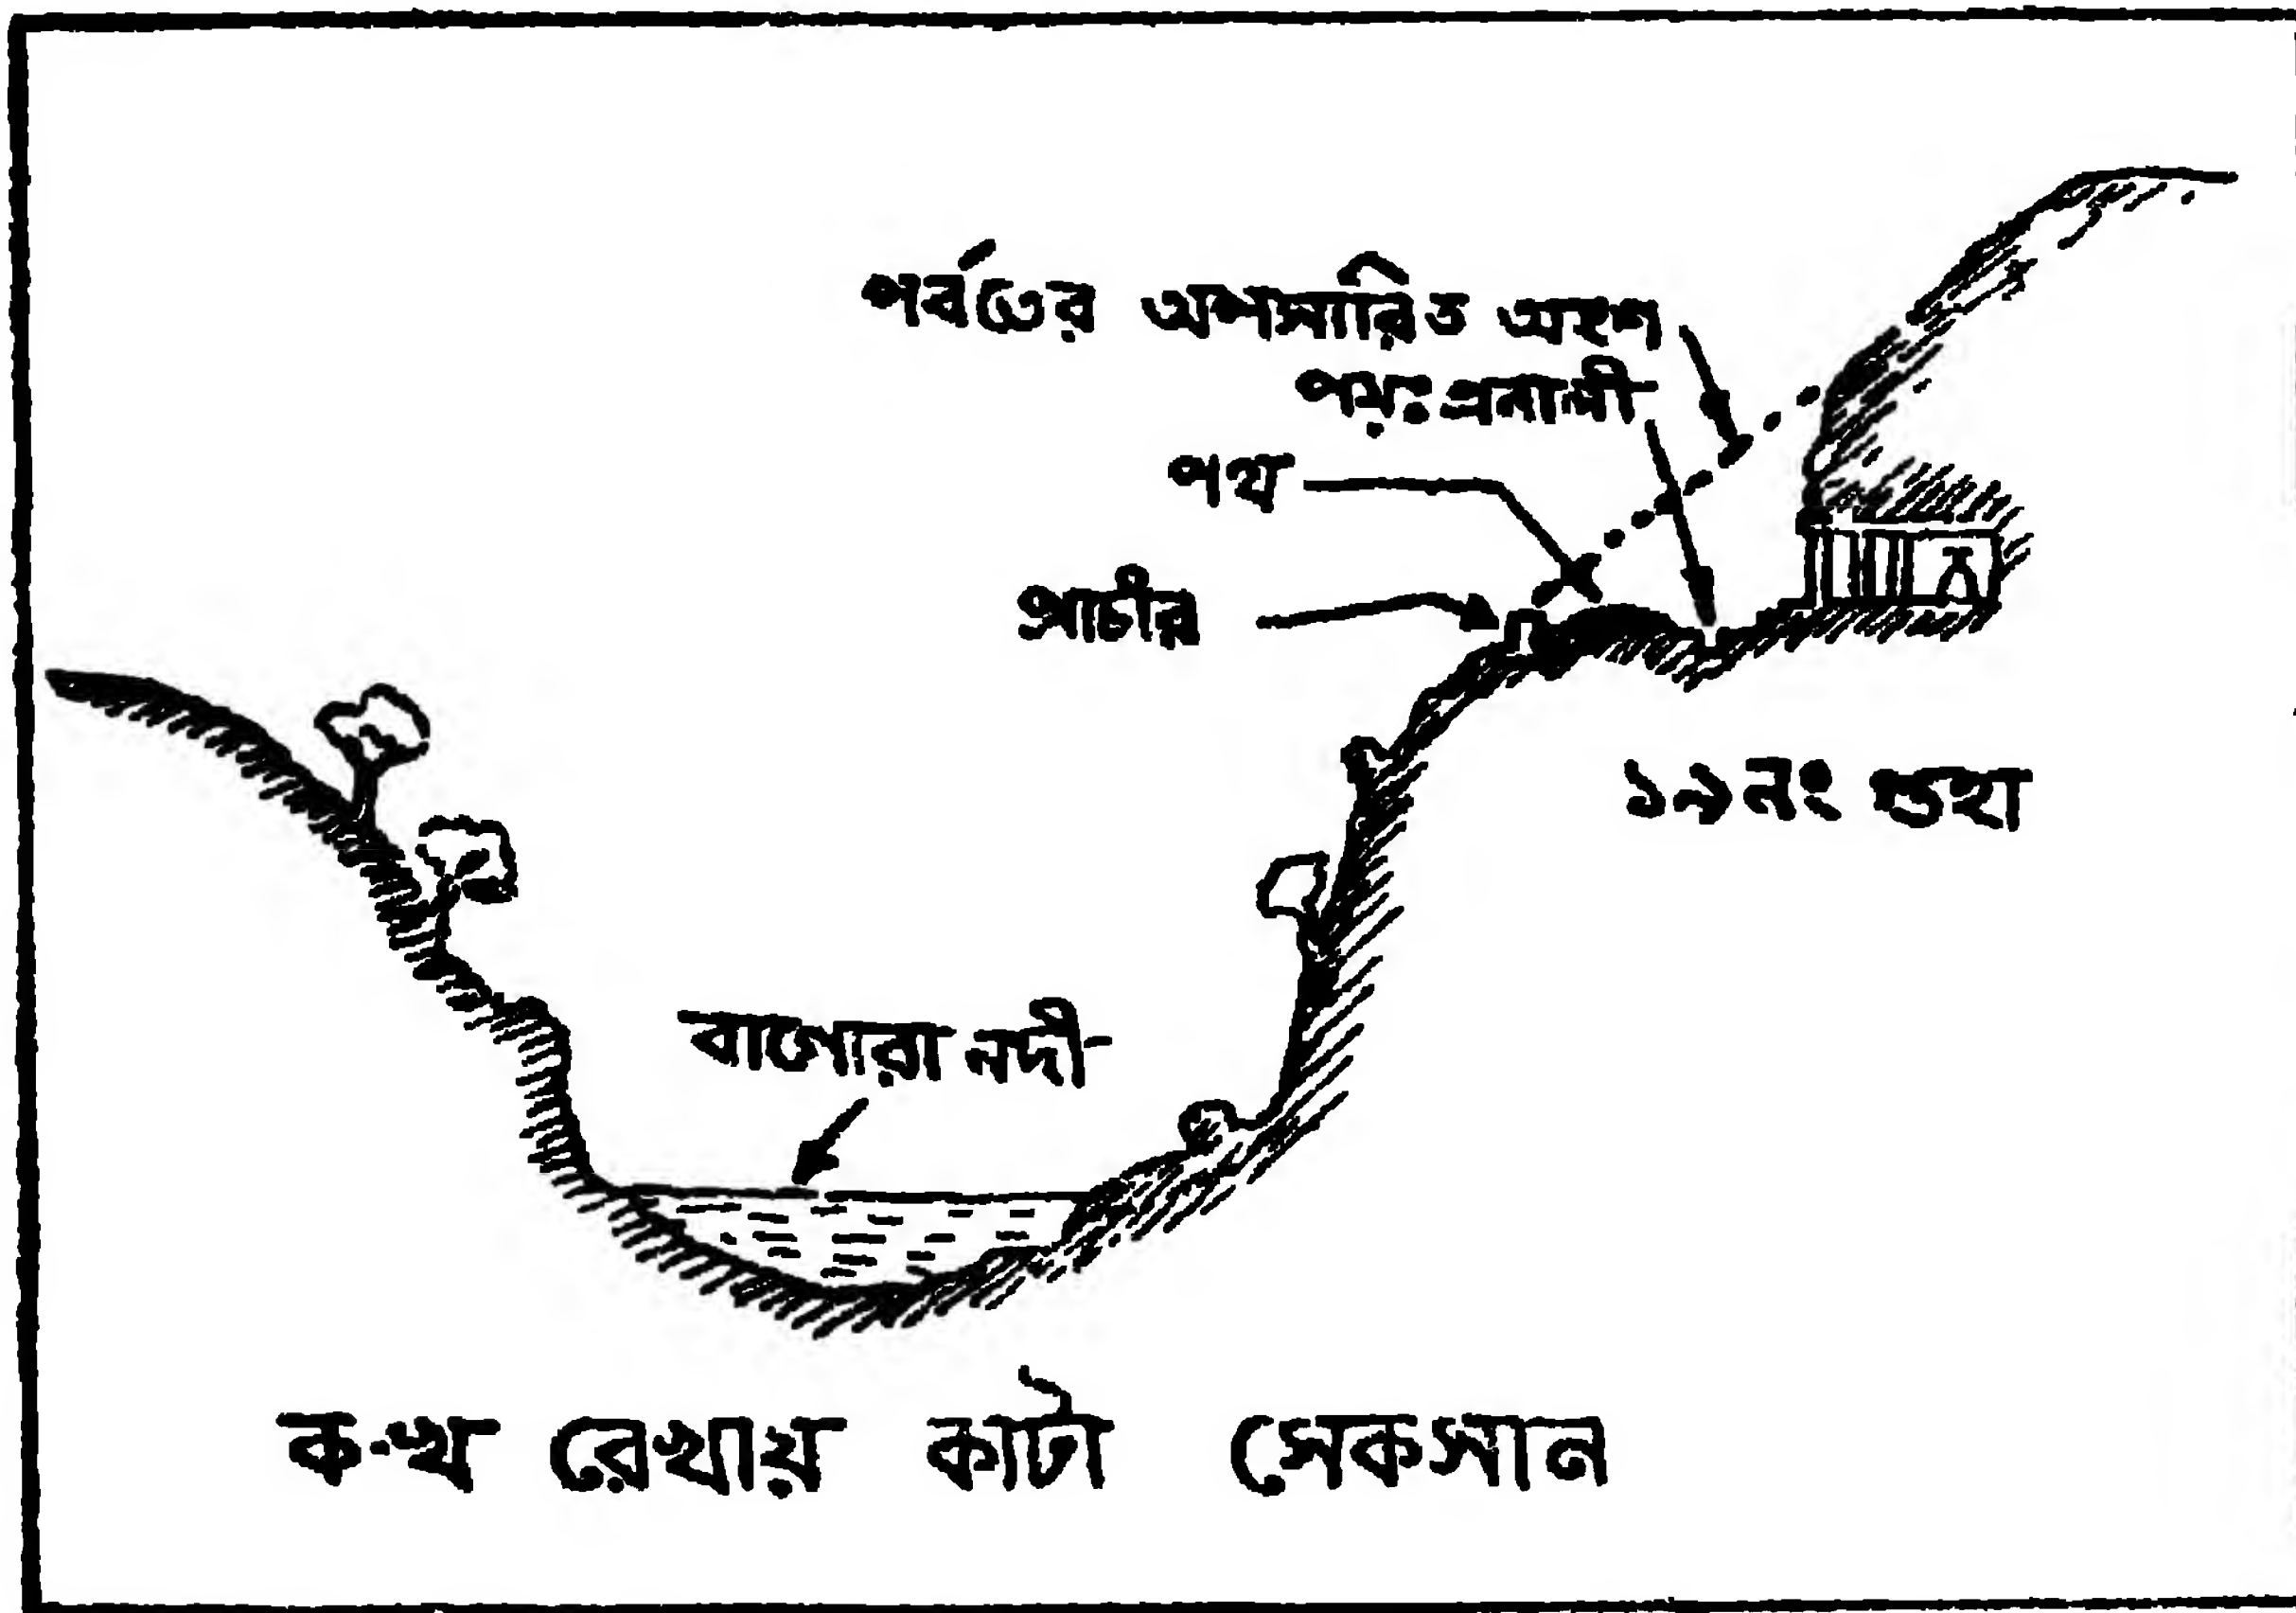 পর্বতের অপসারিত অংশ
পয়ঃপ্রনালী
পথ
প্রাচীর
১৯নং গুহা
বাগোরা নদী
ক-খ রেখায় কাটা সেকসান